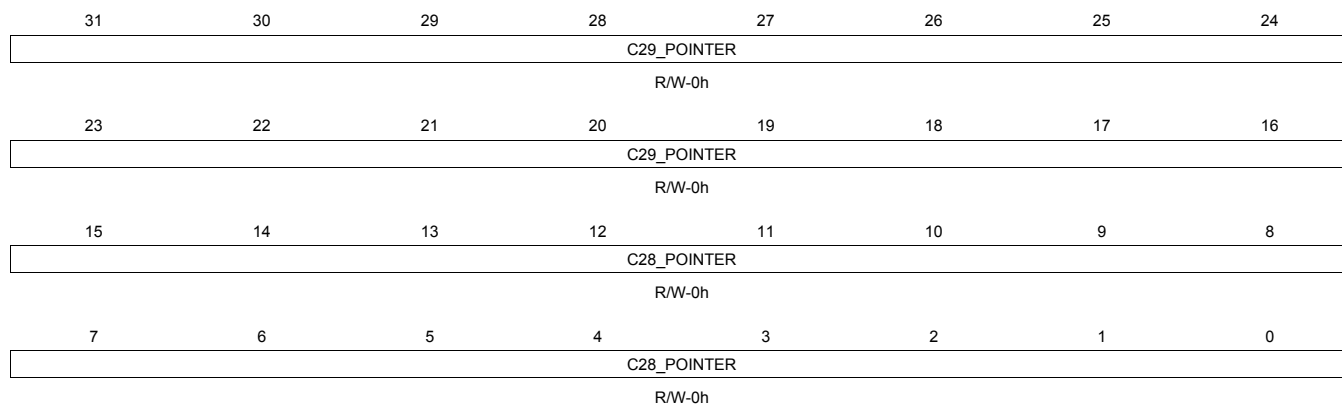 31 30 29 28 27 26 25 24
C29_POINTER
R/W-0h
23 22 21 20 19 18 17 16
C29_POINTER
R/W-0h
15 14 13 12 11 10 9 8
C28_POINTER
R/W-0h
7 6 5 4 3 2 1 0
C28_POINTER
R/W-0h